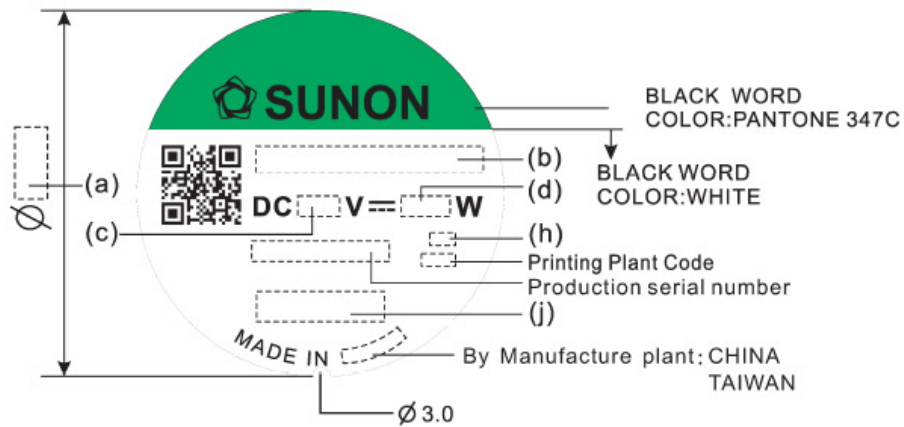 SUNON
BLACK WORD
COLOR:PANTONE 347C
(b)
BLACK WORD
COLOR:WHITE
(a)
(d)
DC V⎓ W
(c)
(h)
Printing Plant Code
Production serial number
(j)
Ø
MADE IN
By Manufacture plant: CHINA
TAIWAN
Ø 3.0